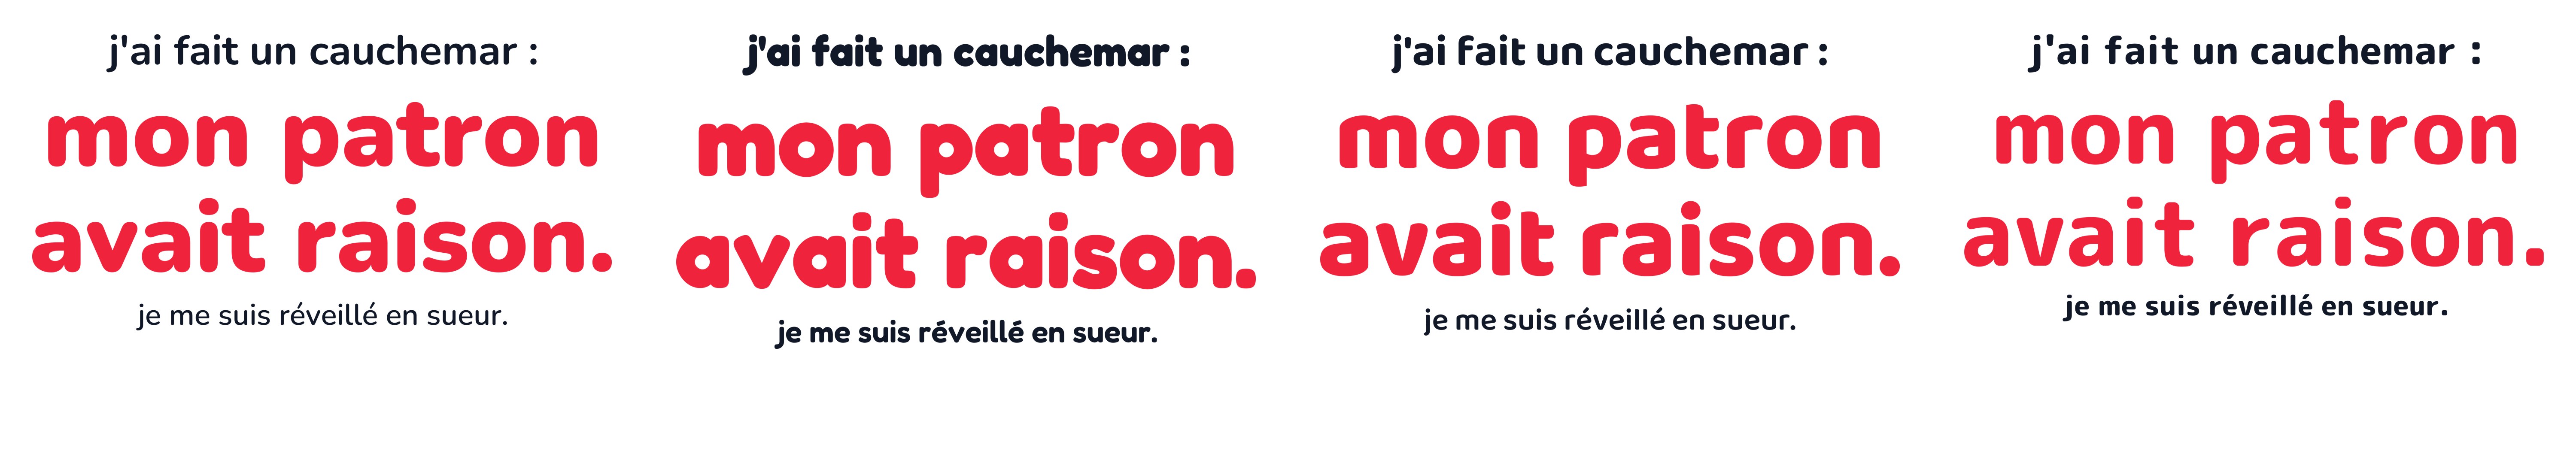 j'ai fait un cauchemar :
mon patron
avait raison.
je me suis réveillé en sueur.
j'ai fait un cauchemar :
mon patron
avait raison.
je me suis réveillé en sueur.
j'ai fait un cauchemar :
mon patron
avait raison.
je me suis réveillé en sueur.
j'ai fait un cauchemar :
mon patron
avait raison.
je me suis réveillé en sueur.